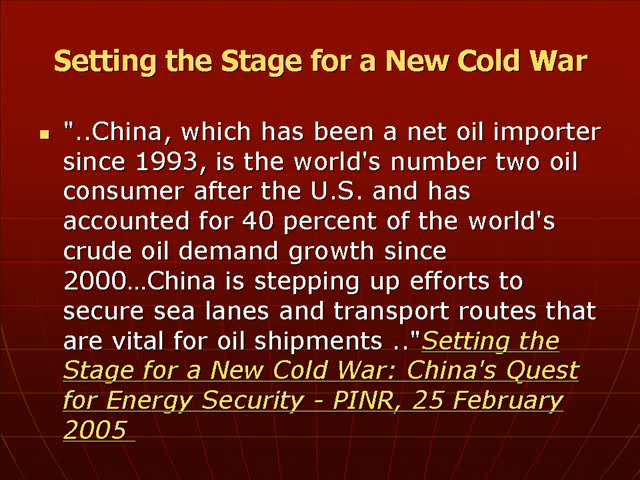 Setting the Stage for a New Cold War
"..China, which has been a net oil importer
since 1993, is the world's number two oil
consumer after the U.S. and has
accounted for 40 percent of the world's
crude oil demand growth since
2000…China is stepping up efforts to
secure sea lanes and transport routes that
are vital for oil shipments .."Setting the
Stage for a New Cold War: China's Quest
for Energy Security - PINR, 25 February
2005